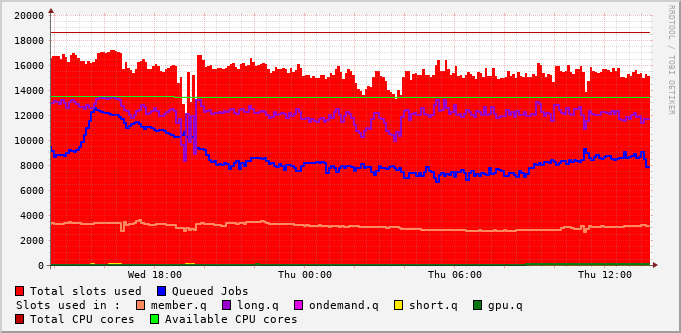 20000
18000
16000
14000
12000
10000
8000
6000
4000
2000
0
Wed 18:00 Thu 00:00 Thu 06:00 Thu 12:00
Total slots used Queued Jobs
Slots used in : member.q long.q ondemand.q short.q gpu.q
Total CPU cores Available CPU cores
RRDTOOL / TOBI OETIKER